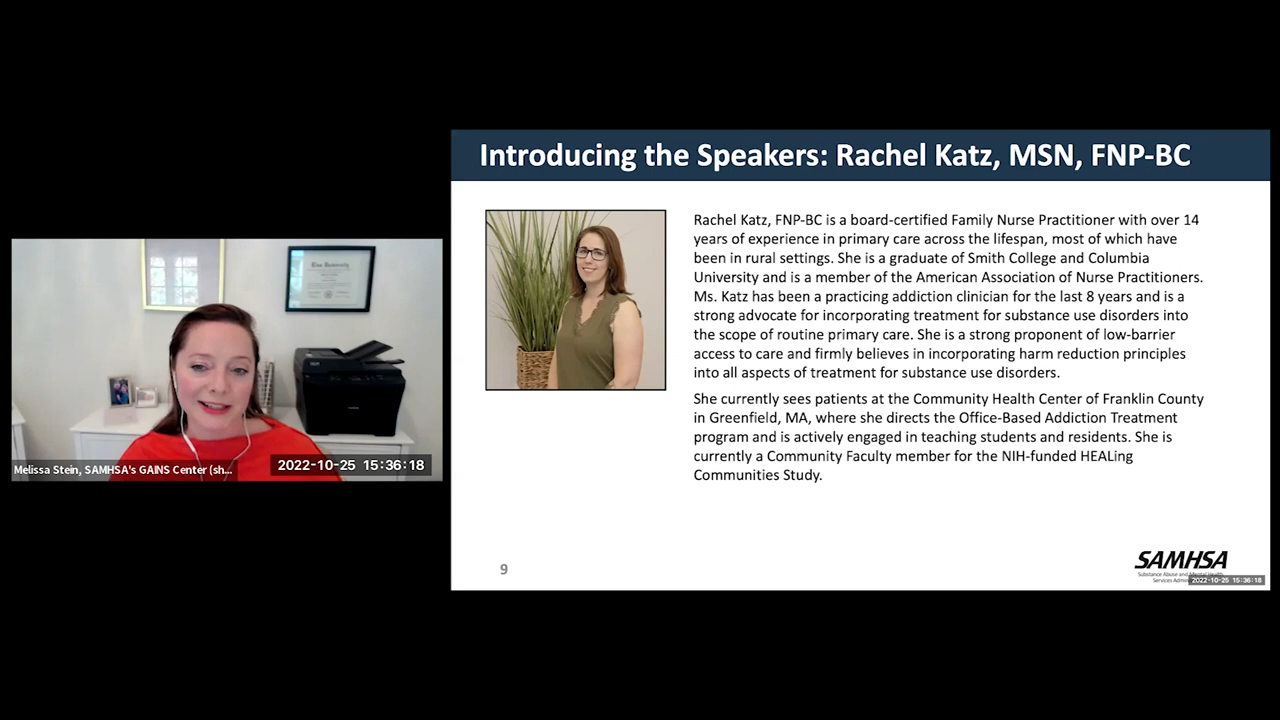 Introducing the Speakers: Rachel Katz, MSN, FNP-BC
Rachel Katz, FNP-BC is a board-certified Family Nurse Practitioner with over 14
years of experience in primary care across the lifespan, most of which have
been in rural settings. She is a graduate of Smith College and Columbia
University and is a member of the American Association of Nurse Practitioners.
Ms. Katz has been a practicing addiction clinician for the last 8 years and is a
strong advocate for incorporating treatment for substance use disorders into
the scope of routine primary care. She is a strong proponent of low-barrier
access to care and firmly believes in incorporating harm reduction principles
into all aspects of treatment for substance use disorders.
She currently sees patients at the Community Health Center of Franklin County
in Greenfield, MA, where she directs the Office-Based Addiction Treatment
program and is actively engaged in teaching students and residents. She is
currently a Community Faculty member for the NIH-funded HEALing
Communities Study.
Melissa Stein, SAMHSA's GAINS Center (sh...
2022-10-25 15:36:18
9
SAMHSA
Substance Abuse and Mental Health
Services
2022-10-25 15:36:18